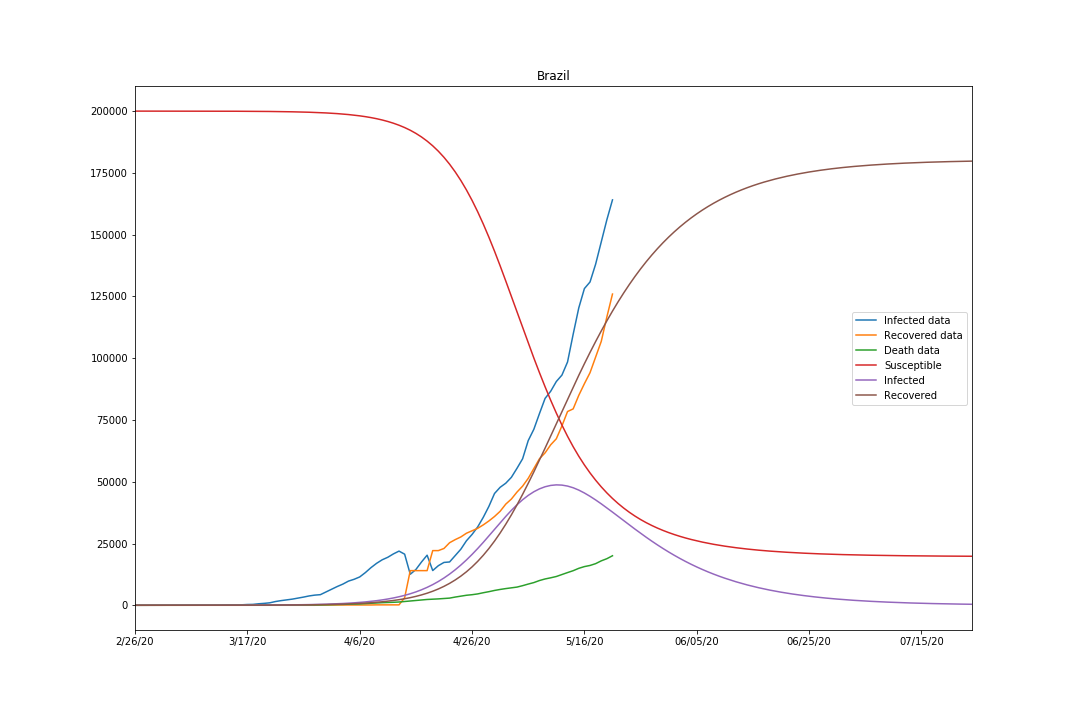 Brazil
200000
175000
150000
125000
100000
75000
50000
25000
0
Infected data
Recovered data
Death data
Susceptible
Infected
Recovered
2/26/20 3/17/20 4/6/20 4/26/20 5/16/20 06/05/20 06/25/20 07/15/20